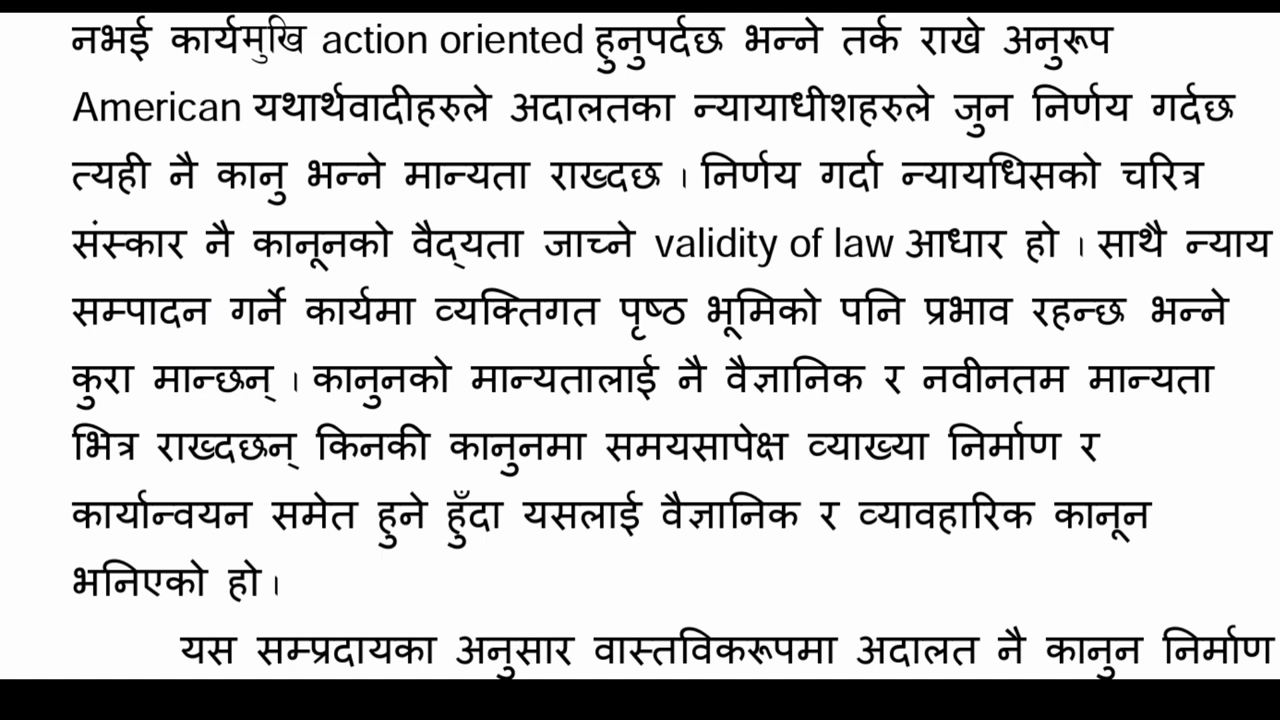 नभई कार्यमुखि action oriented हुनुपर्दछ भन्ने तर्क राखे अनुरूप
American यथार्थवादीहरुले अदालतका न्यायाधीशहरुले जुन निर्णय गर्दछ
त्यही नै कानु भन्ने मान्यता राख्दछ । निर्णय गर्दा न्यायधिसको चरित्र
संस्कार नै कानूनको वैद्‌यता जाच्ने validity of law आधार हो । साथै न्याय
सम्पादन गर्ने कार्यमा व्यक्तिगत पृष्ठ भूमिको पनि प्रभाव रहन्छ भन्ने
कुरा मान्छन् । कानुनको मान्यतालाई नै वैज्ञानिक र नवीनतम मान्यता
भित्र राख्दछन् किनकी कानुनमा समयसापेक्ष व्याख्या निर्माण र
कार्यान्वयन समेत हुने हुँदा यसलाई वैज्ञानिक र व्यावहारिक कानून
भनिएको हो ।
यस सम्प्रदायका अनुसार वास्तविकरूपमा अदालत नै कानुन निर्माण